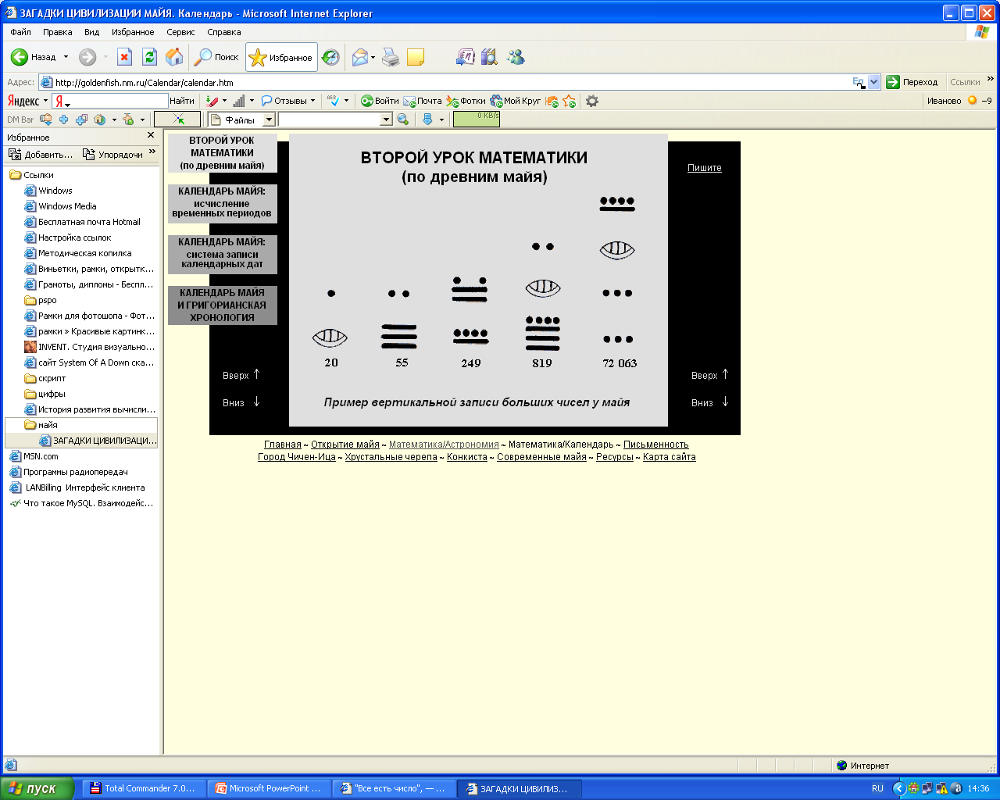 ЗАГАДКИ ЦИВИЛИЗАЦИИ МАЙЯ. Календарь - Microsoft Internet Explorer
Файл Правка Вид Избранное Сервис Справка
Назад Поиск Избранное
Адрес: http://goldenfish.nm.ru/Calendar/calendar.htm Переход Ссылки »
Яндекс Я Найти Отзывы Войти Почта Фотки Мой Круг Иваново −9
DM Bar Файлы 0 KB/s
Избранное
Добавить... Упорядочи »
Ссылки
Windows
Windows Media
Бесплатная почта Hotmail
Настройка ссылок
Методическая копилка
Виньетки, рамки, открытк...
Грамоты, дипломы - Беспл...
pspo
Рамки для фотошопа - Фот...
рамки » Красивые картинк...
INVENT. Студия визуально...
сайт System Of A Down ска...
скрипт
цифры
История развития вычисли...
майя
ЗАГАДКИ ЦИВИЛИЗАЦИ...
MSN.com
Программы радиопередач
LANBilling Интерфейс клиента
Что такое MySQL. Взаимодейс...
ВТОРОЙ УРОК
МАТЕМАТИКИ
(по древним майя)
КАЛЕНДАРЬ МАЙЯ:
исчисление
временных периодов
КАЛЕНДАРЬ МАЙЯ:
система записи
календарных дат
КАЛЕНДАРЬ МАЙЯ
И ГРИГОРИАНСКАЯ
ХРОНОЛОГИЯ
Вверх ↑
Вниз ↓
ВТОРОЙ УРОК МАТЕМАТИКИ
(по древним майя)
20 55 249 819 72 063
Пример вертикальной записи больших чисел у майя
Пишите
Вверх ↑
Вниз ↓
Главная ~ Открытие майя ~ Математика/Астрономия ~ Математика/Календарь ~ Письменность
Город Чичен-Ица ~ Хрустальные черепа ~ Конкиста ~ Современные майя ~ Ресурсы ~ Карта сайта
Интернет
пуск Total Commander 7.0... Microsoft PowerPoint ... "Все есть число", — ... ЗАГАДКИ ЦИВИЛИЗ... RU 14:36